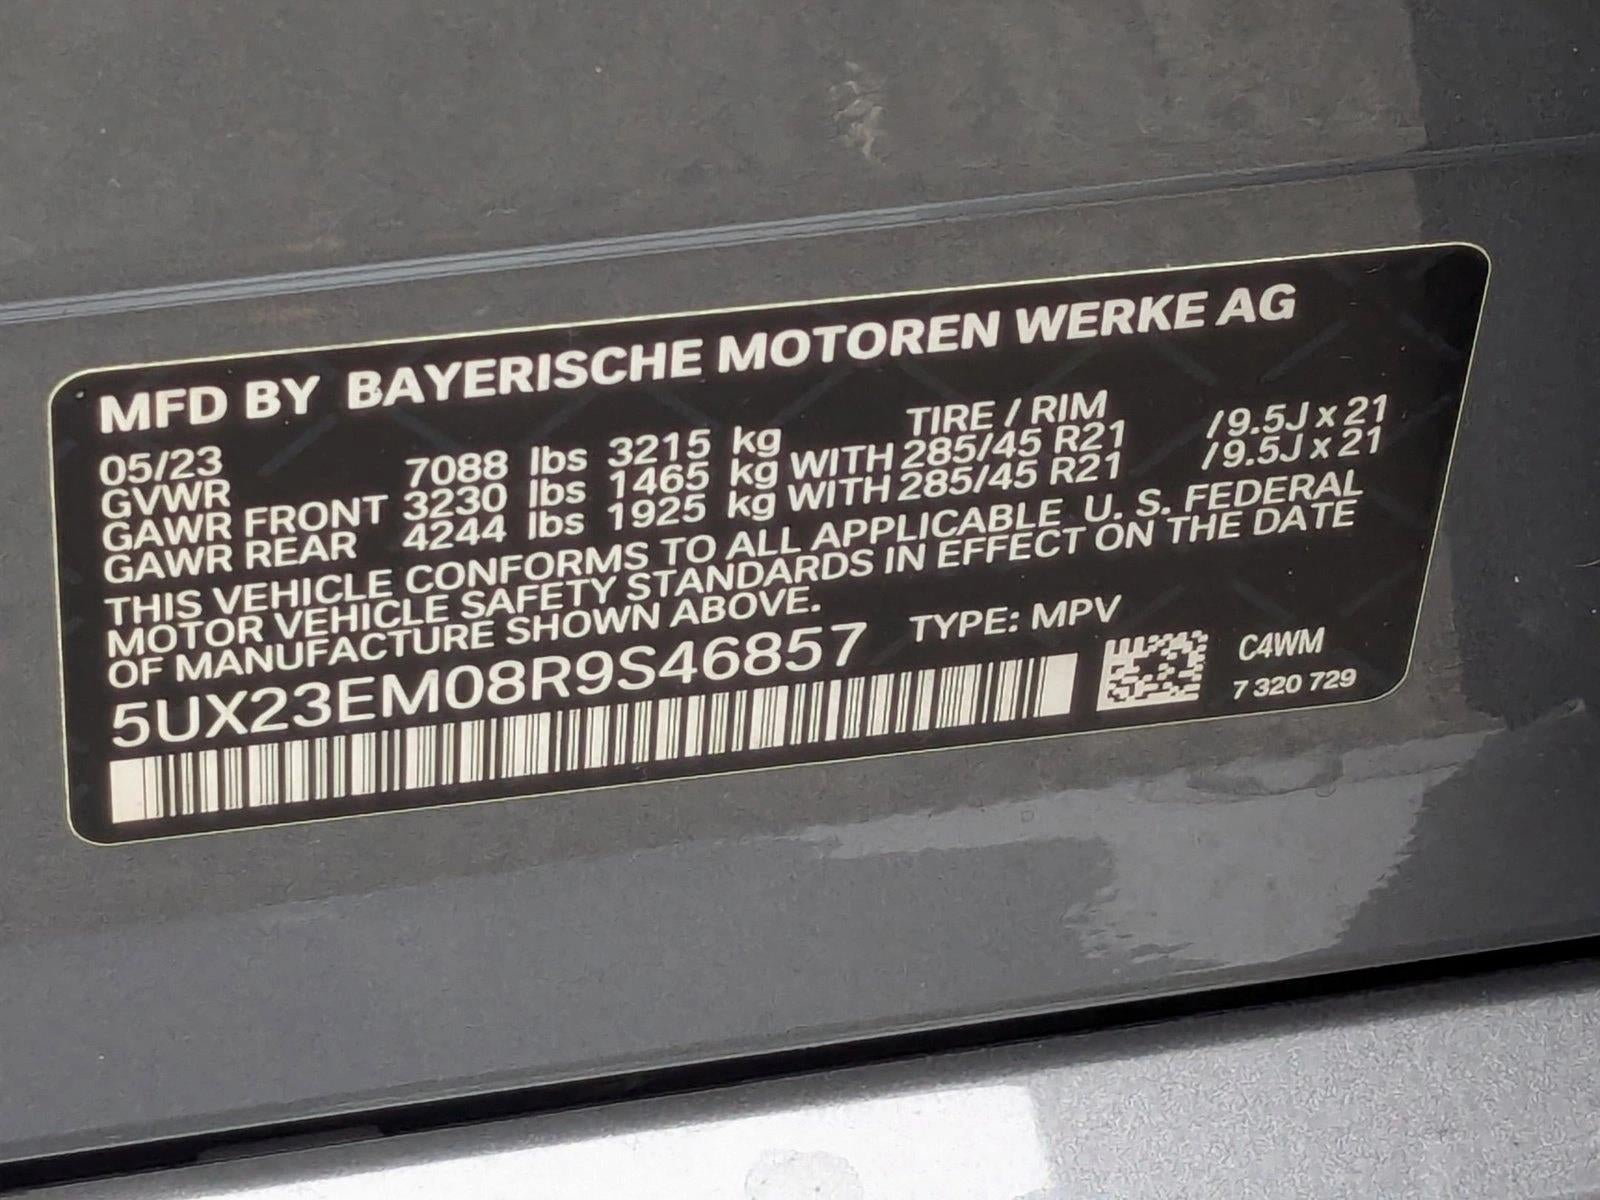 MFD BY BAYERISCHE MOTOREN WERKE AG
05/23 TIRE / RIM
GVWR 7088 lbs 3215 kg
GAWR FRONT 3230 lbs 1465 kg WITH 285/45 R21 /9.5J x 21
GAWR REAR 4244 lbs 1925 kg WITH 285/45 R21 /9.5J x 21
THIS VEHICLE CONFORMS TO ALL APPLICABLE U. S. FEDERAL
MOTOR VEHICLE SAFETY STANDARDS IN EFFECT ON THE DATE
OF MANUFACTURE SHOWN ABOVE.
5UX23EM08R9S46857 TYPE: MPV
C4WM
7 320 729